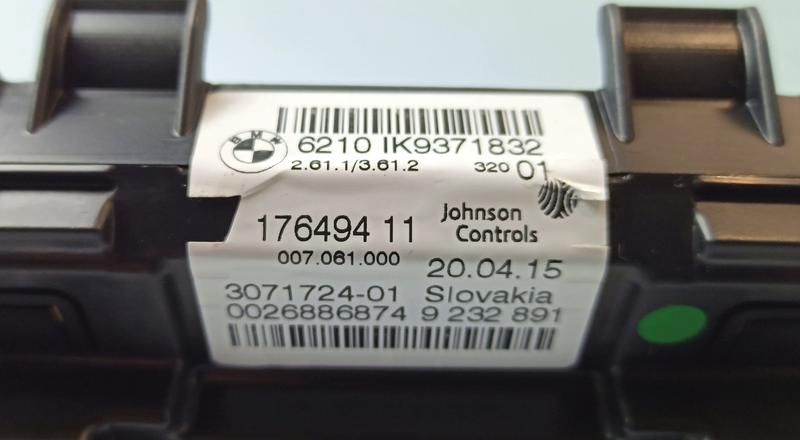 BMW
6210 IK9371832
2.61.1/3.61.2 320 01
176494 11 Johnson
Controls
007.061.000 20.04.15
3071724-01 Slovakia
0026886874 9 232 891